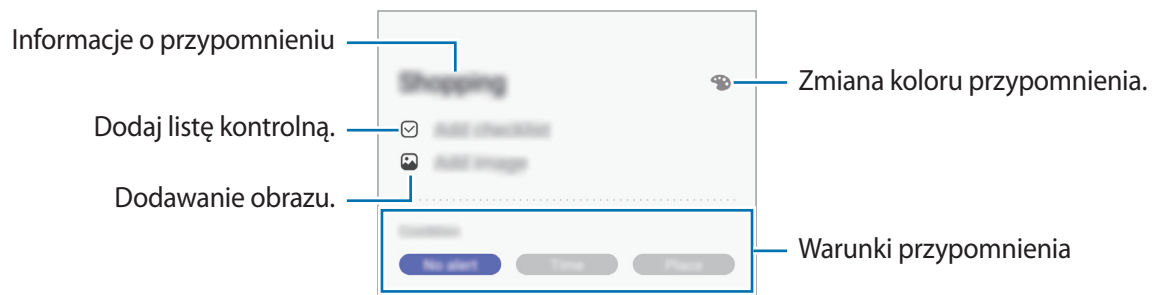 Informacje o przypomnieniu
Shopping
Zmiana koloru przypomnienia.
Dodaj listę kontrolną.
Add checklist
Add image
Dodawanie obrazu.
Condition
Warunki przypomnienia
No alert
Time
Place